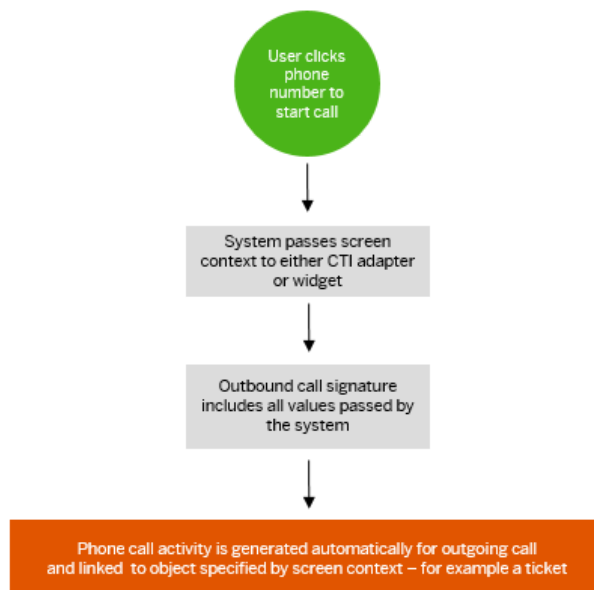 User clicks
phone
number to
start call
System passes screen
context to either CTI adapter
or widget
Outbound call signature
includes all values passed by
the system
Phone call activity is generated automatically for outgoing call
and linked to object specified by screen context – for example a ticket